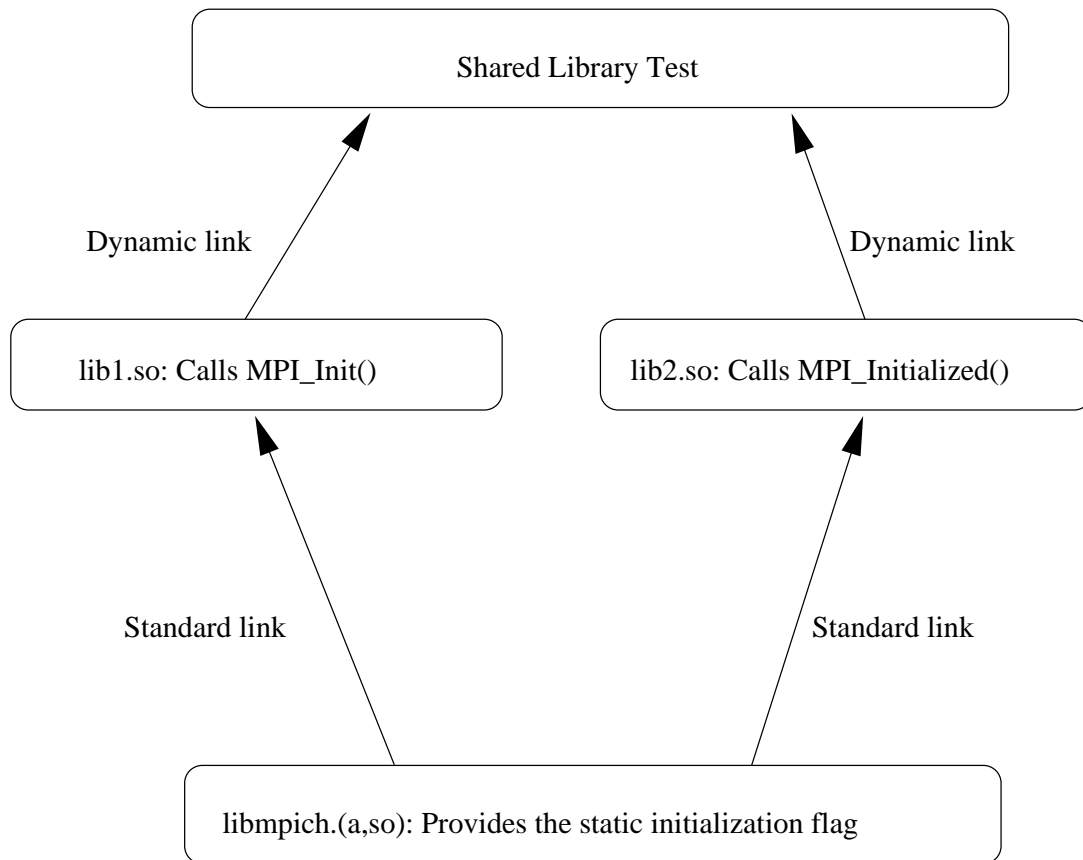 Shared Library Test
Dynamic link
Dynamic link
lib1.so: Calls MPI_Init()
lib2.so: Calls MPI_Initialized()
Standard link
Standard link
libmpich.(a,so): Provides the static initialization flag